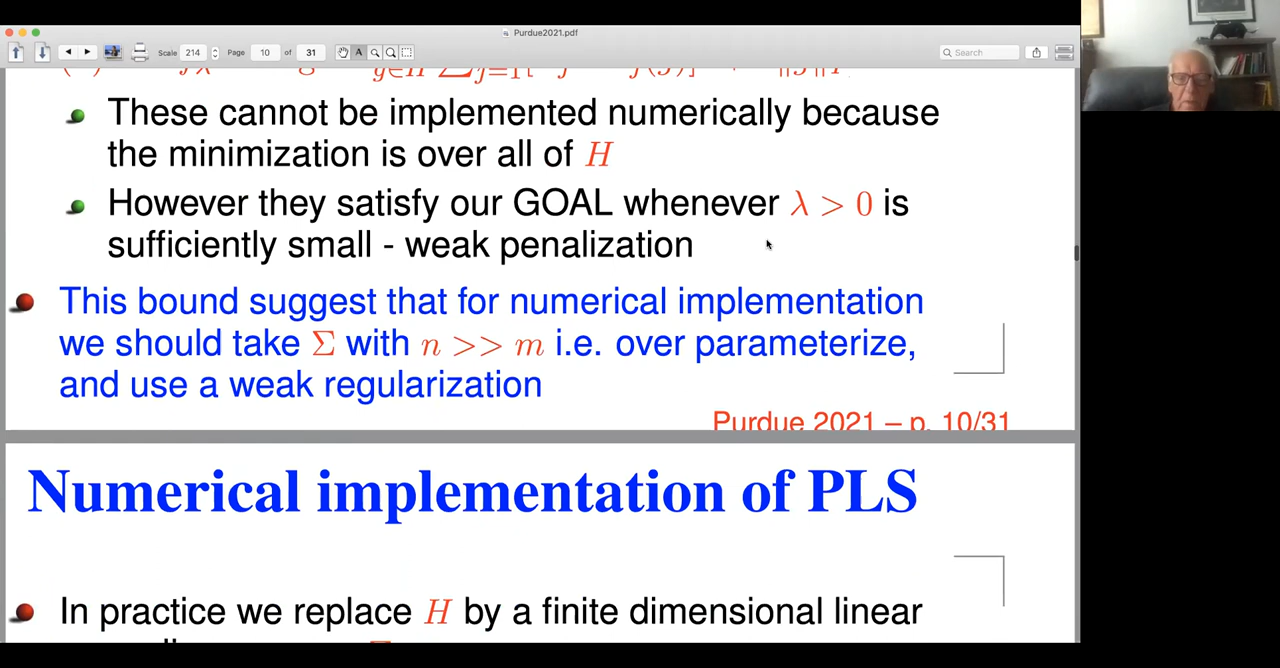 Purdue2021.pdf
Scale 214 Page 10 of 31 A Search
These cannot be implemented numerically because
the minimization is over all of H
However they satisfy our GOAL whenever λ > 0 is
sufficiently small - weak penalization
This bound suggest that for numerical implementation
we should take Σ with n >> m i.e. over parameterize,
and use a weak regularization
Purdue 2021 – p. 10/31
Numerical implementation of PLS
In practice we replace H by a finite dimensional linear